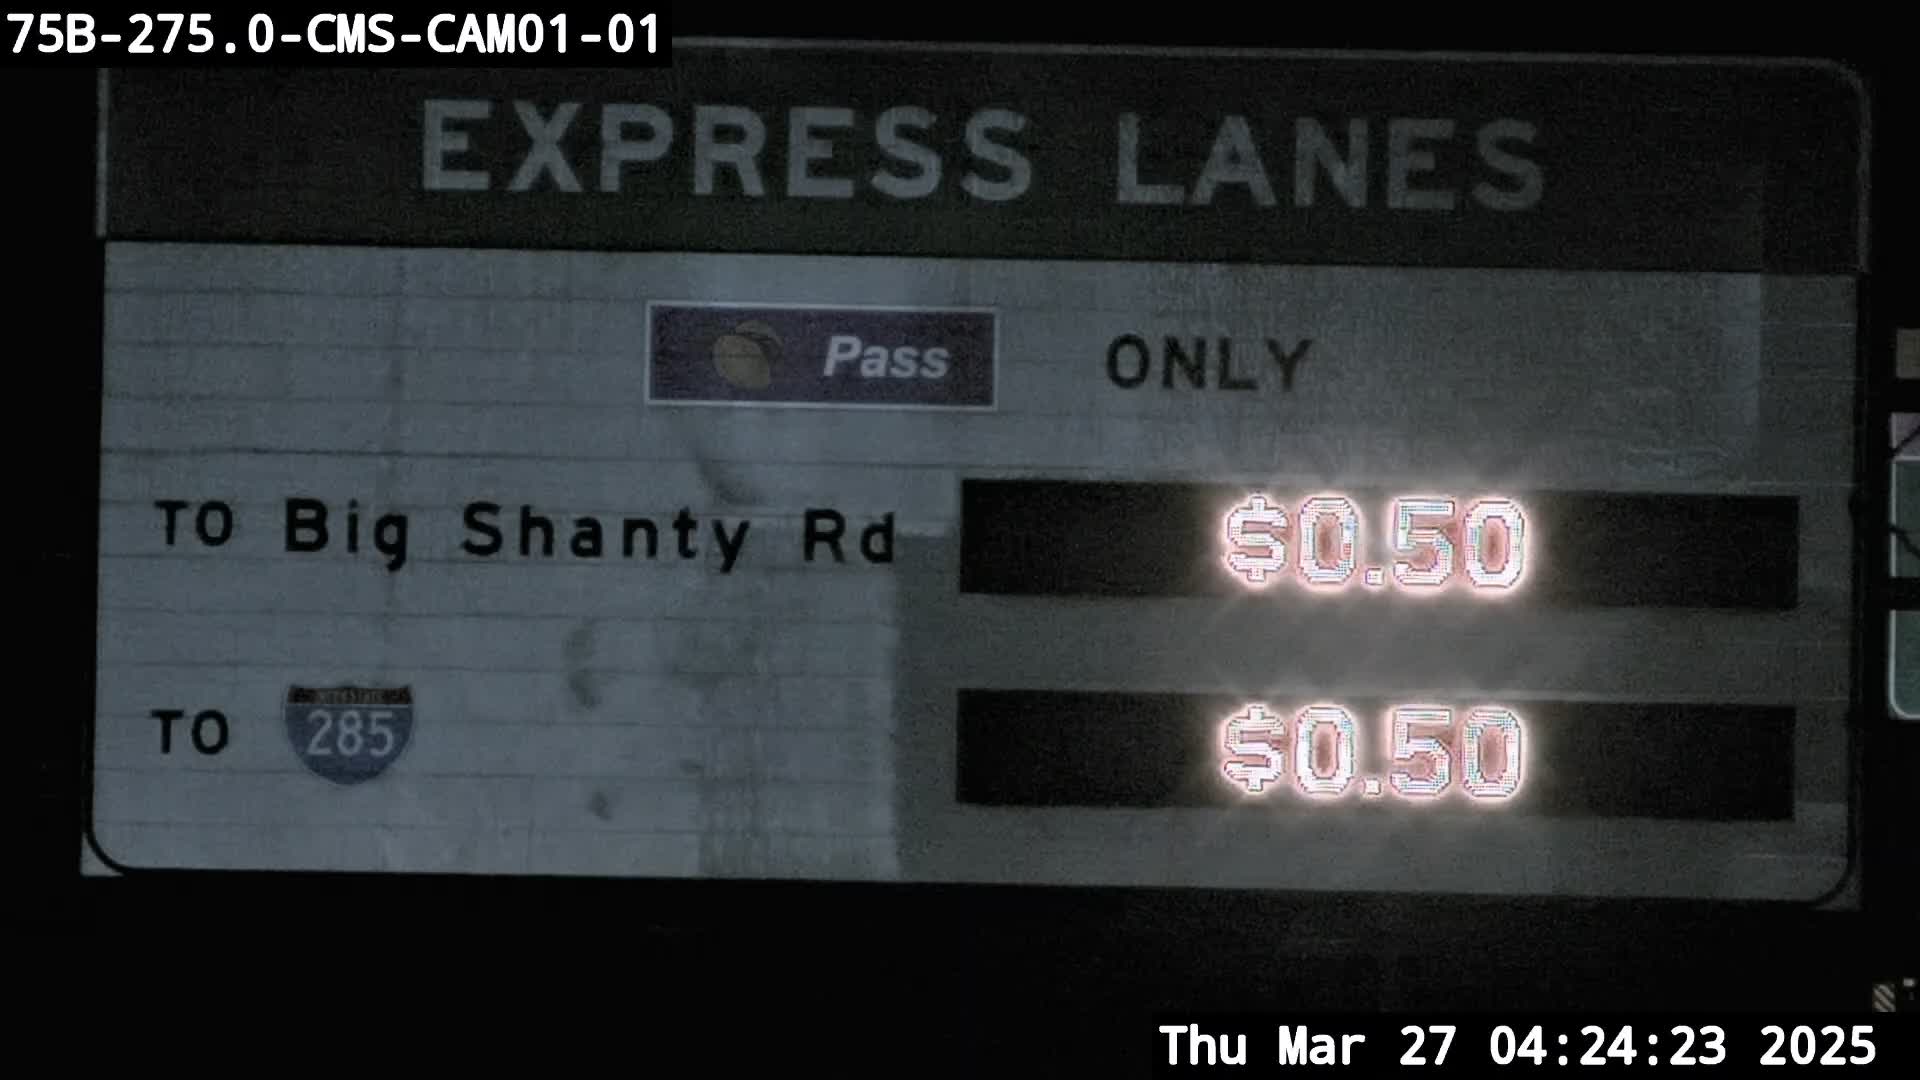 75B-275.0-CMS-CAM01-01
EXPRESS LANES
Pass ONLY
TO Big Shanty Rd $0.50
TO 285 $0.50
Thu Mar 27 04:24:23 2025